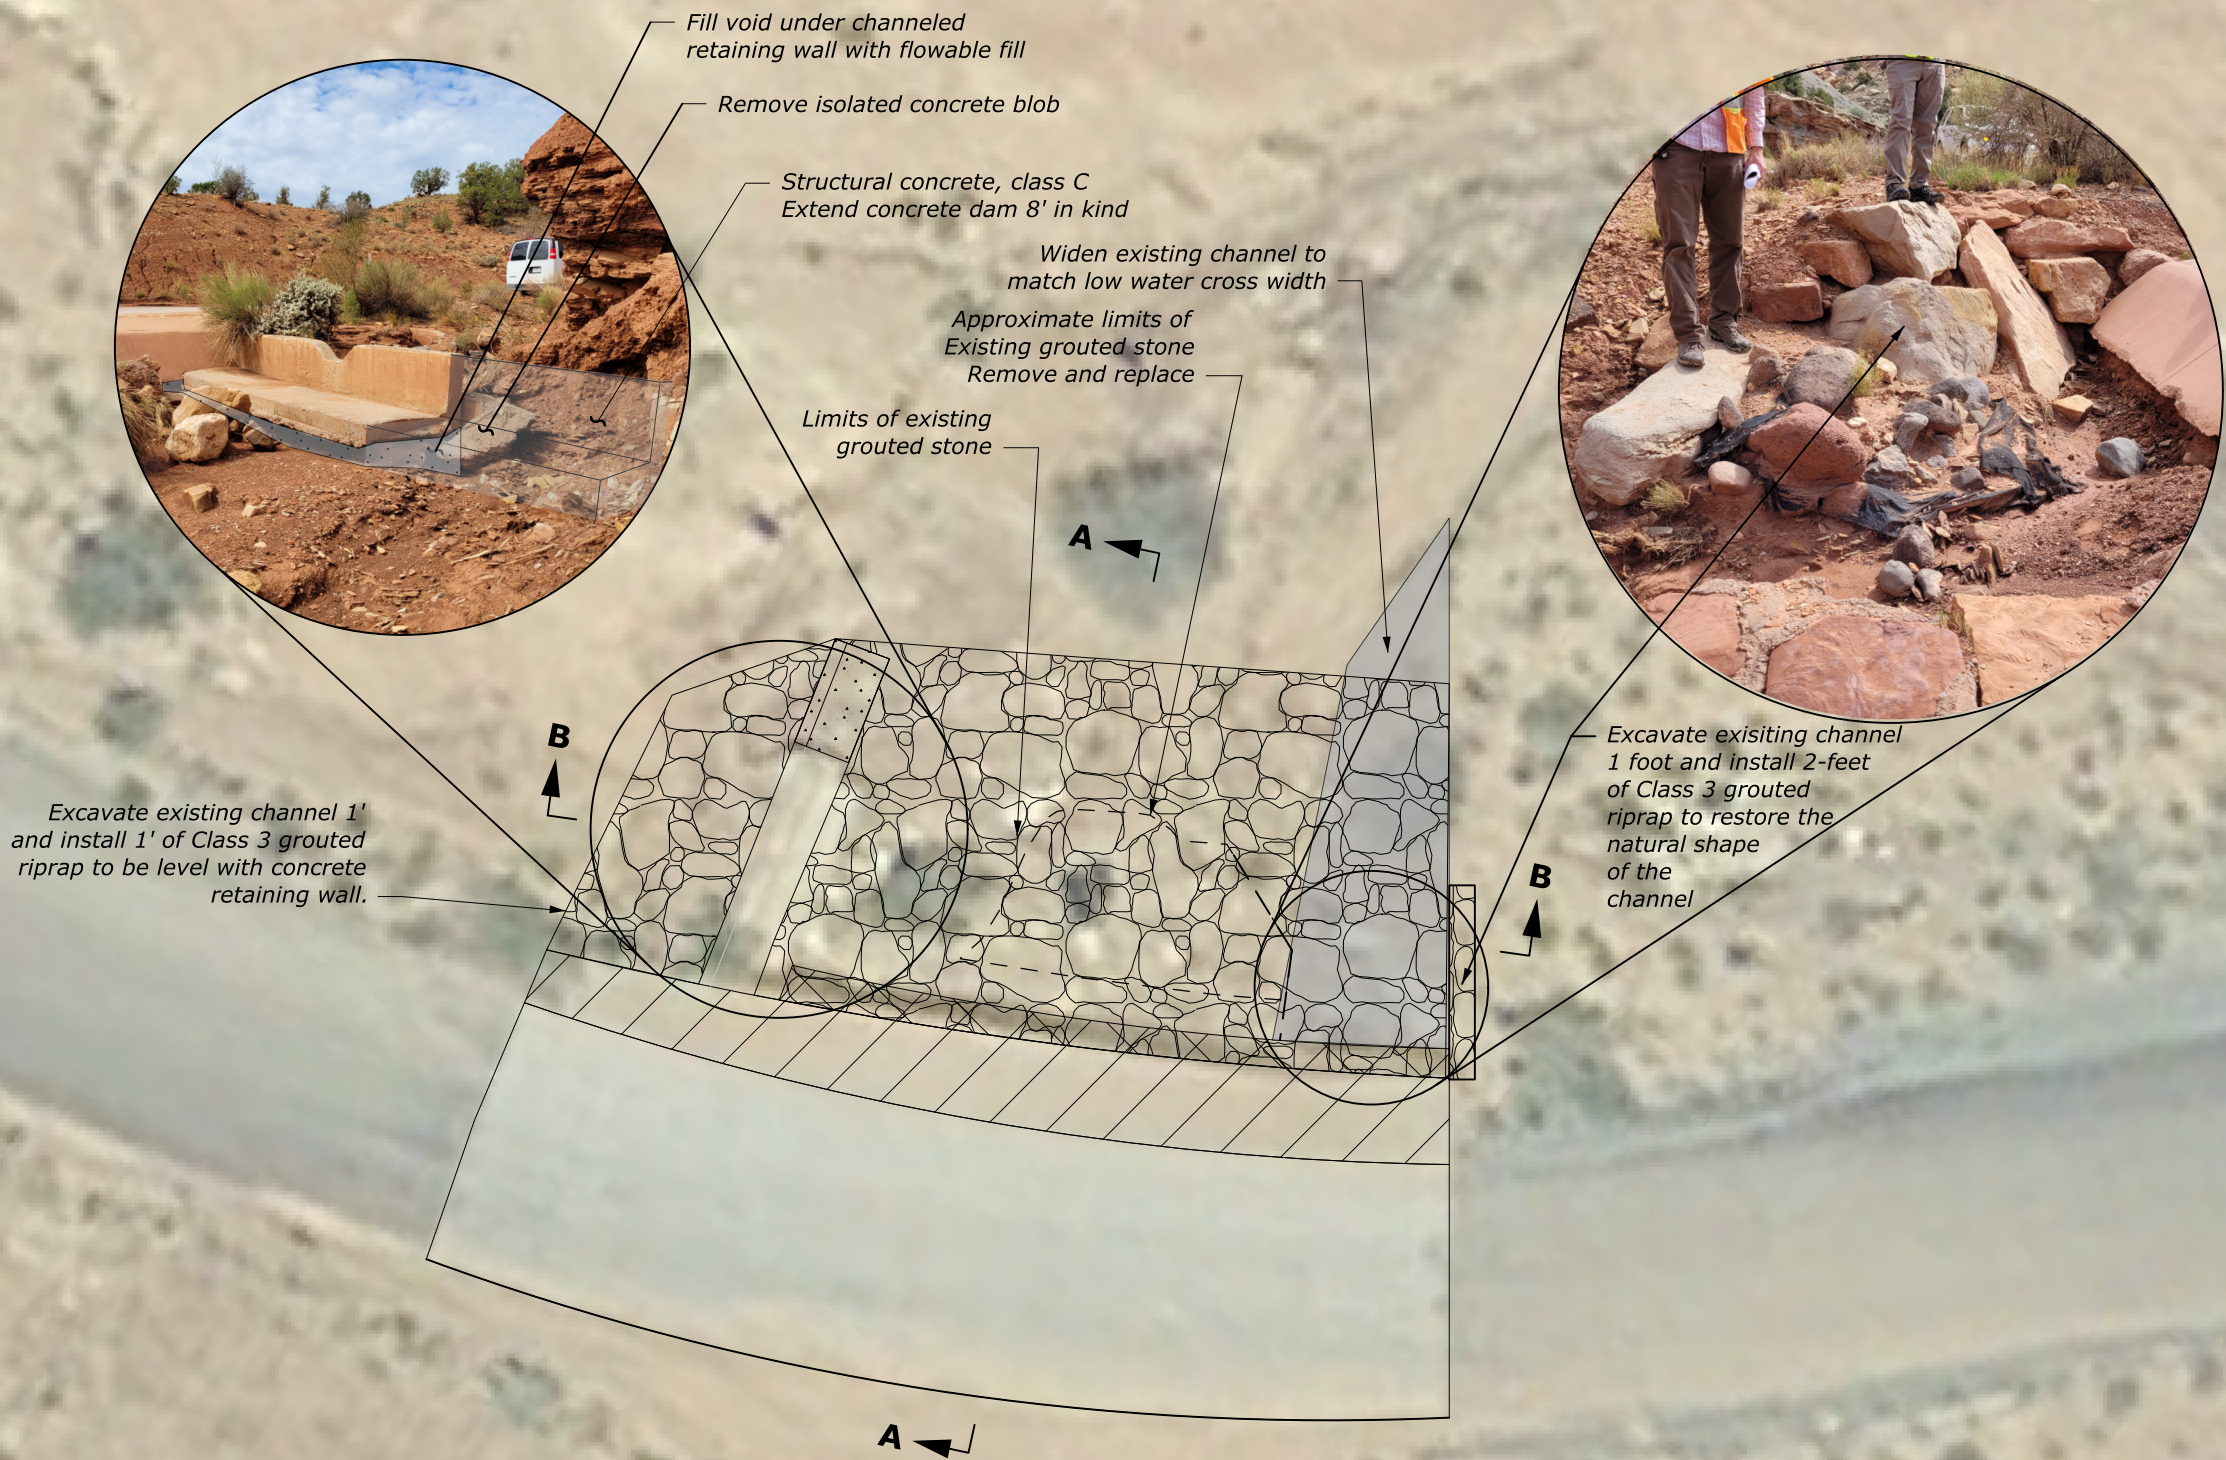 Fill void under channeled
retaining wall with flowable fill
Remove isolated concrete blob
Structural concrete, class C
Extend concrete dam 8' in kind
Widen existing channel to
match low water cross width
Approximate limits of
Existing grouted stone
Remove and replace
Limits of existing
grouted stone
A
B
Excavate exisiting channel
1 foot and install 2-feet
of Class 3 grouted
riprap to restore the
natural shape
of the
channel
Excavate existing channel 1'
and install 1' of Class 3 grouted
riprap to be level with concrete
retaining wall.
B
A